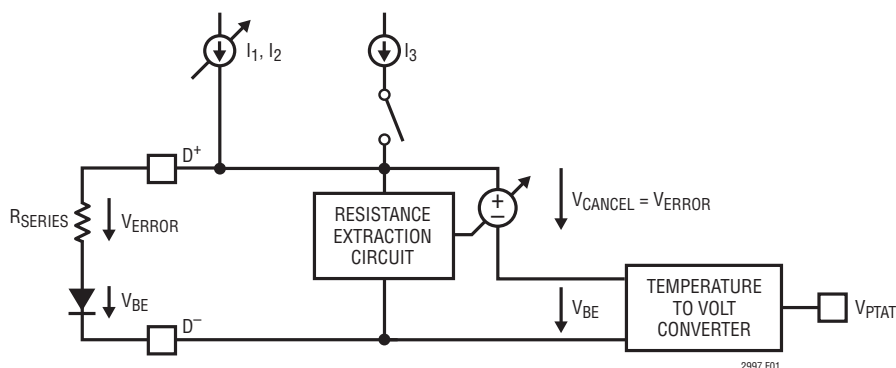 I1, I2
I3
D+
RSERIES
VERROR
+
−
RESISTANCE
EXTRACTION
CIRCUIT
VCANCEL = VERROR
VBE
VBE
TEMPERATURE
TO VOLT
CONVERTER
VPTAT
D−
2997 F01